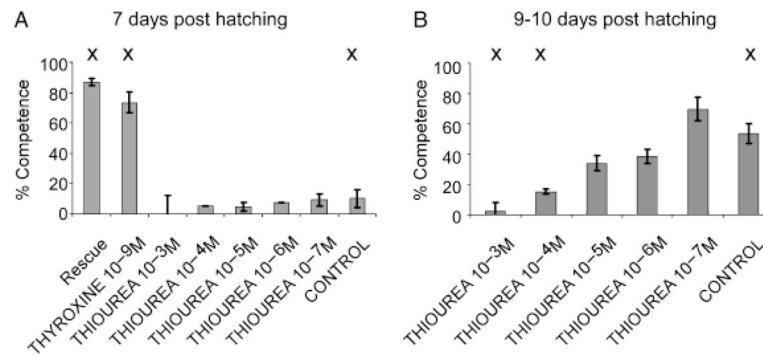 A 7 days post hatching
X X X
% Competence
100
80
60
40
20
0
Rescue
THYROXINE 10−9M
THIOUREA 10−3M
THIOUREA 10−4M
THIOUREA 10−5M
THIOUREA 10−6M
THIOUREA 10−7M
CONTROL
B 9-10 days post hatching
X X X
% Competence
100
80
60
40
20
0
THIOUREA 10−3M
THIOUREA 10−4M
THIOUREA 10−5M
THIOUREA 10−6M
THIOUREA 10−7M
CONTROL